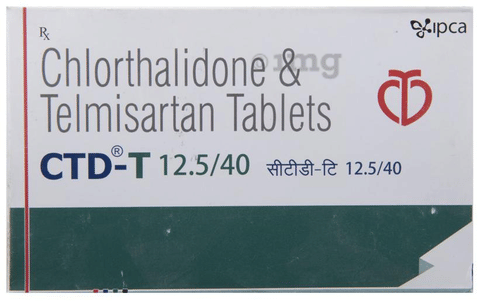 Rx
ipca
Chlorthalidone &
Telmisartan Tablets
CTD®-T 12.5/40 सीटीडी-टि 12.5/40